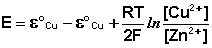 E = ε°Cu − ε°Cu + RT/2F ln [Cu²⁺]/[Zn²⁺]